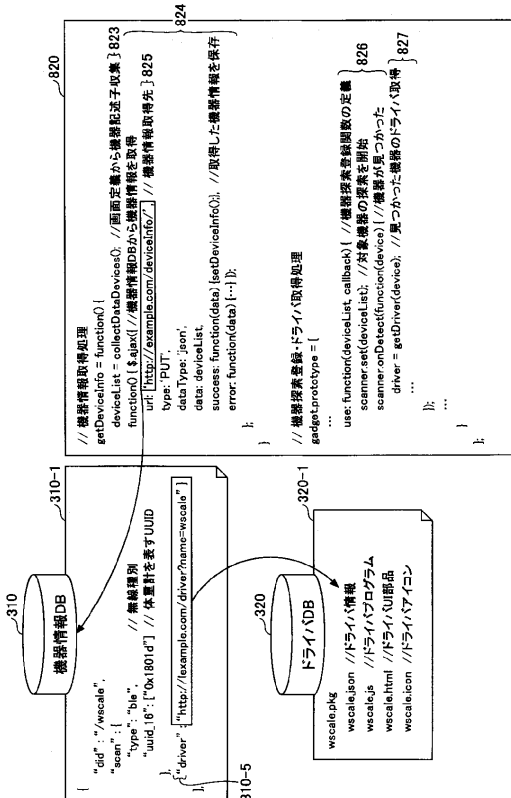 820
// 機器情報取得処理
getDeviceInfo = function() {
deviceList = collectDataDevices(); //画面定義から機器記述子収集 } 823
function() { $.ajax({ //機器情報DBから機器情報を取得
url: "http://example.com/deviceInfo/", // 機器情報取得先 } 825
type: 'PUT',
dataType: 'json',
data: deviceList,
success: function(data) {setDeviceInfo()}, //取得した機器情報を保存
error: function(data) {…} });
};
}
824
// 機器探索登録・ドライバ取得処理
gadget.prototype = {
…
use: function(deviceList, callback) { //機器探索登録関数の定義
scanner.set(deviceList); //対象機器の探索を開始
826
scanner.onDetect(function(device) { //機器が見つかった
driver = getDriver(device); //見つかった機器のドライバ取得
827
…
});
…
}
};
310
機器情報DB
310-1
{
"did" : "/wscale",
"scan" : {
"type": "ble", // 無線種別
"uuid_16": ["0x1801d"] // 体重計を表すUUID
},
{"driver" : "http://example.com/driver?name=wscale" }
},
310-5
320
ドライバDB
320-1
wscale.pkg
wscale.json //ドライバ情報
wscale.js //ドライバプログラム
wscale.html //ドライバUI部品
wscale.icon //ドライバアイコン